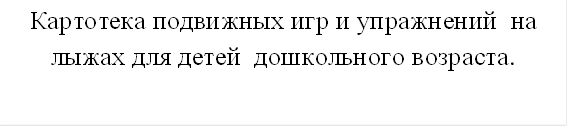 Картотека подвижных игр и упражнений  на
лыжах для детей  дошкольного возраста.